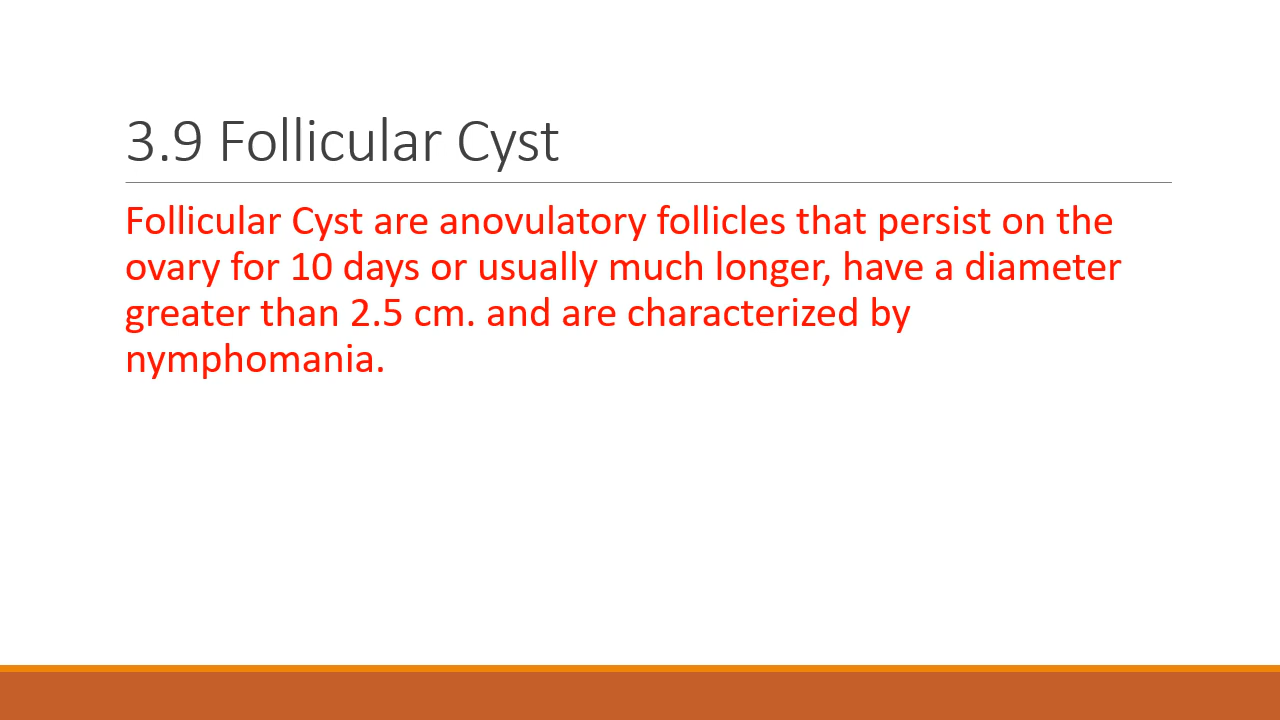 3.9 Follicular Cyst
Follicular Cyst are anovulatory follicles that persist on the
ovary for 10 days or usually much longer, have a diameter
greater than 2.5 cm. and are characterized by
nymphomania.